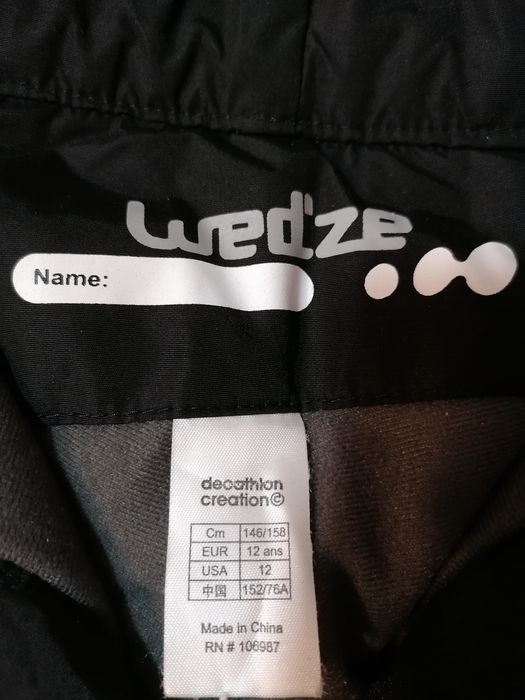 wed'ze
Name:
decathlon
creation©
Cm 146/158
EUR 12 ans
USA 12
中国 152/76A
Made in China
RN # 106987